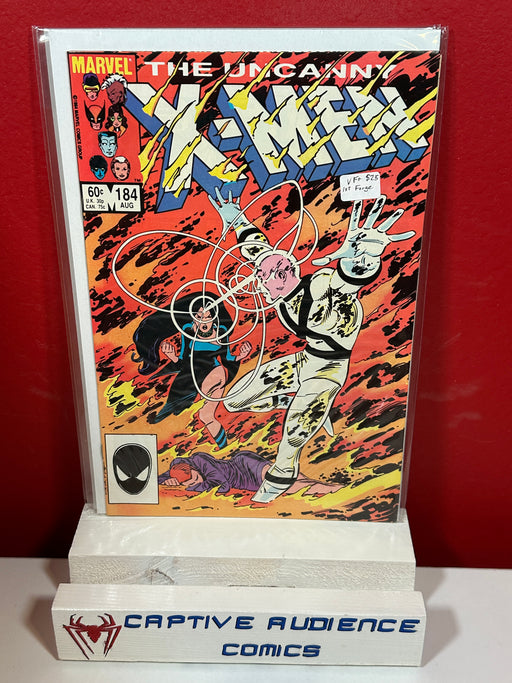 MARVEL
THE UNCANNY
X-MEN
60¢
U.K. 30p
CAN. 75¢
184
AUG
VF+ $25
1st Forge
CAPTIVE AUDIENCE
COMICS